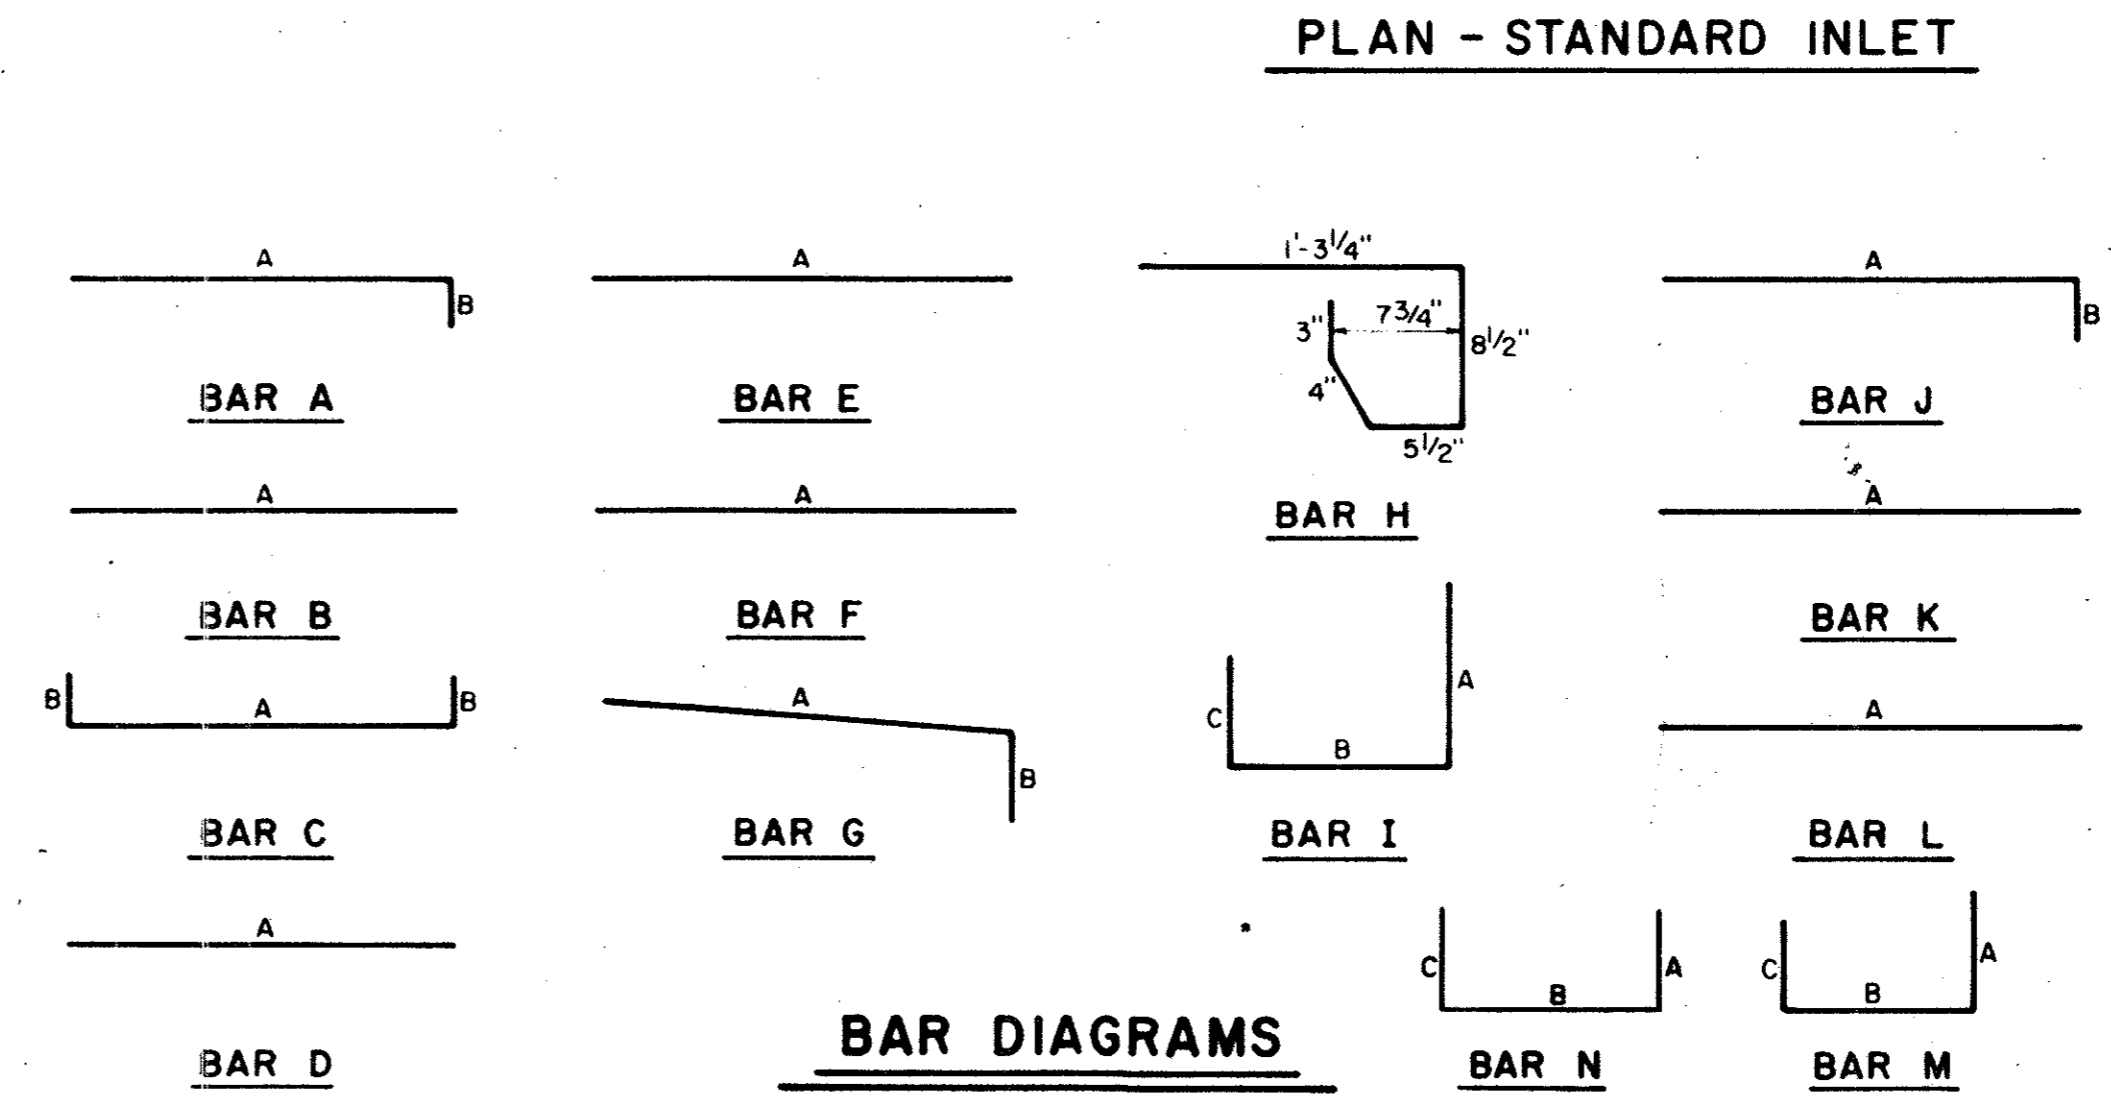 PLAN - STANDARD INLET
A
B
BAR A
A
BAR E
1'-3 1/4"
3"
7 3/4"
8 1/2"
4"
5 1/2"
BAR H
A
B
BAR J
A
BAR B
A
BAR F
A
BAR K
B
A
B
BAR C
A
B
BAR G
C
B
A
BAR I
A
BAR L
A
BAR D
BAR DIAGRAMS
C
B
A
BAR N
C
B
A
BAR M